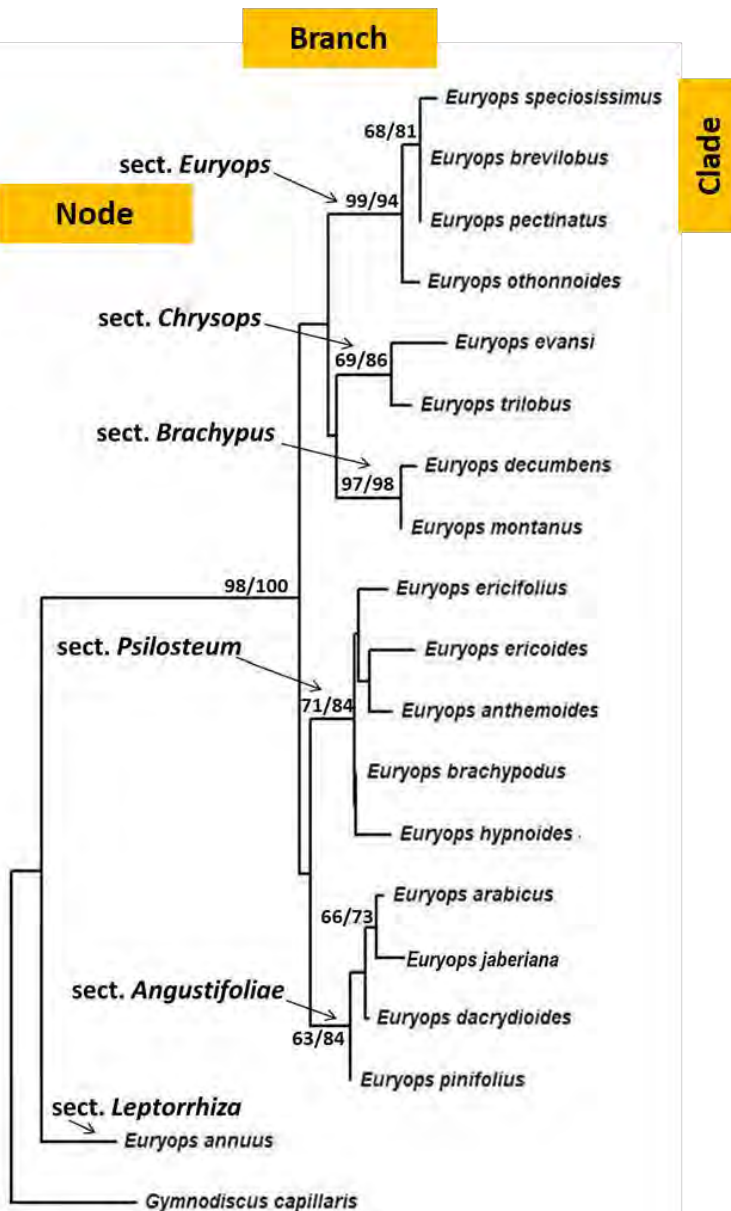 Branch
Clade
Euryops speciosissimus
68/81
sect. Euryops
Euryops brevilobus
99/94
Node
Euryops pectinatus
Euryops othonnoides
sect. Chrysops
Euryops evansi
69/86
Euryops trilobus
sect. Brachypus
Euryops decumbens
97/98
Euryops montanus
98/100
Euryops ericifolius
sect. Psilosteum
Euryops ericoides
71/84
Euryops anthemoides
Euryops brachypodus
Euryops hypnoides
Euryops arabicus
66/73
Euryops jaberiana
sect. Angustifoliae
Euryops dacrydioides
63/84
Euryops pinifolius
sect. Leptorrhiza
Euryops annuus
Gymnodiscus capillaris